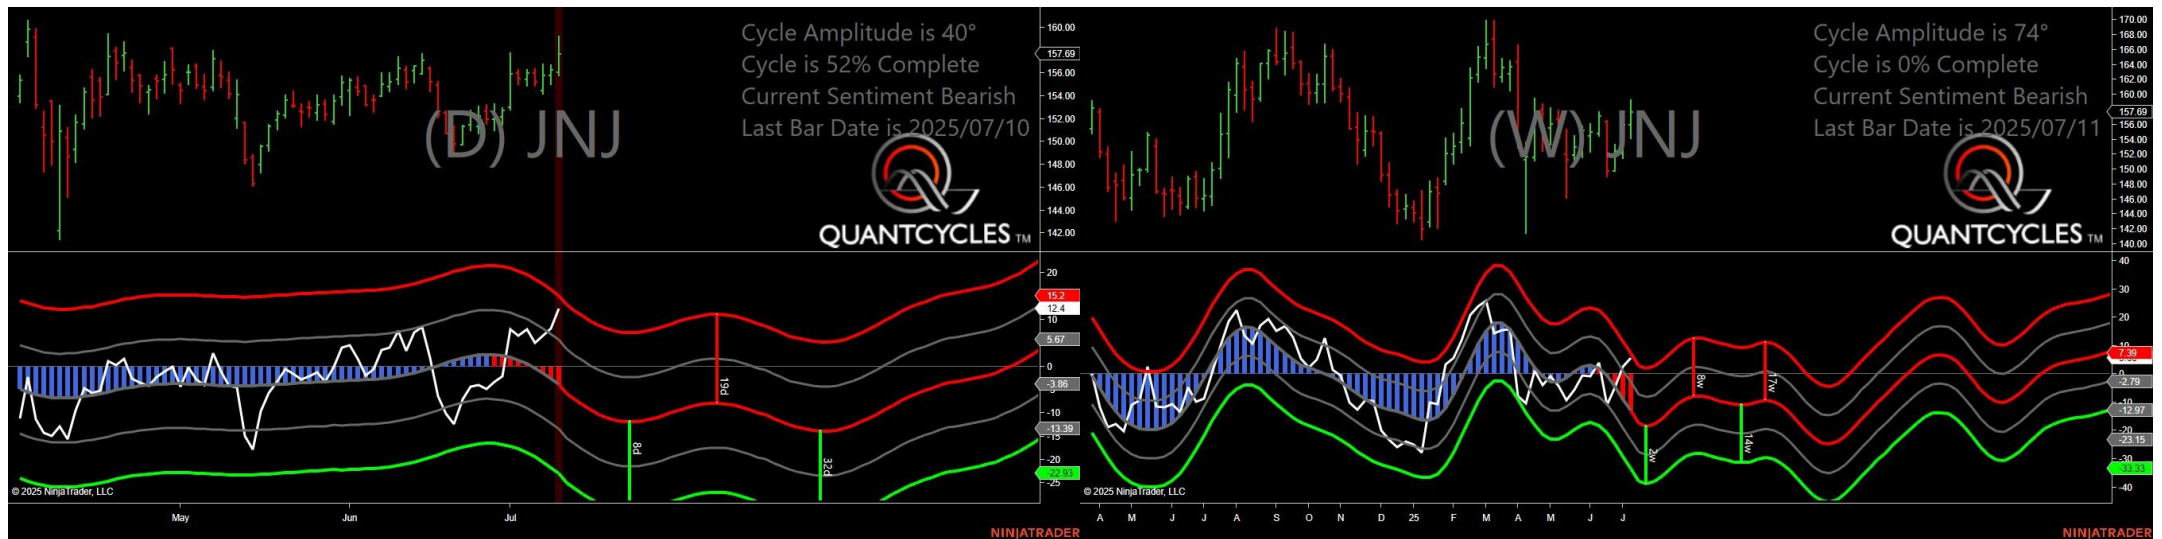 Cycle Amplitude is 40°
Cycle is 52% Complete
Current Sentiment Bearish
Last Bar Date is 2025/07/10
(D) JNJ
QUANTCYCLES TM
160.00
157.69
156.00
154.00
152.00
150.00
148.00
146.00
144.00
142.00
20
15.2
12.4
10
5.67
0
-3.86
-10
-13.39
-15
-22.93
-25
19d
8d
32d
© 2025 NinjaTrader, LLC
May
Jun
Jul
NINJATRADER
Cycle Amplitude is 74°
Cycle is 0% Complete
Current Sentiment Bearish
Last Bar Date is 2025/07/11
(W) JNJ
QUANTCYCLES TM
170.00
168.00
166.00
164.00
162.00
160.00
157.69
156.00
154.00
152.00
150.00
148.00
146.00
144.00
142.00
140.00
40
30
20
10
7.39
0
-2.79
-10
-12.97
-20
-23.15
-30
-33.33
-40
8w
17w
2w
14w
© 2025 NinjaTrader, LLC
A M J J A S O N D 25 F M A M J J
NINJATRADER